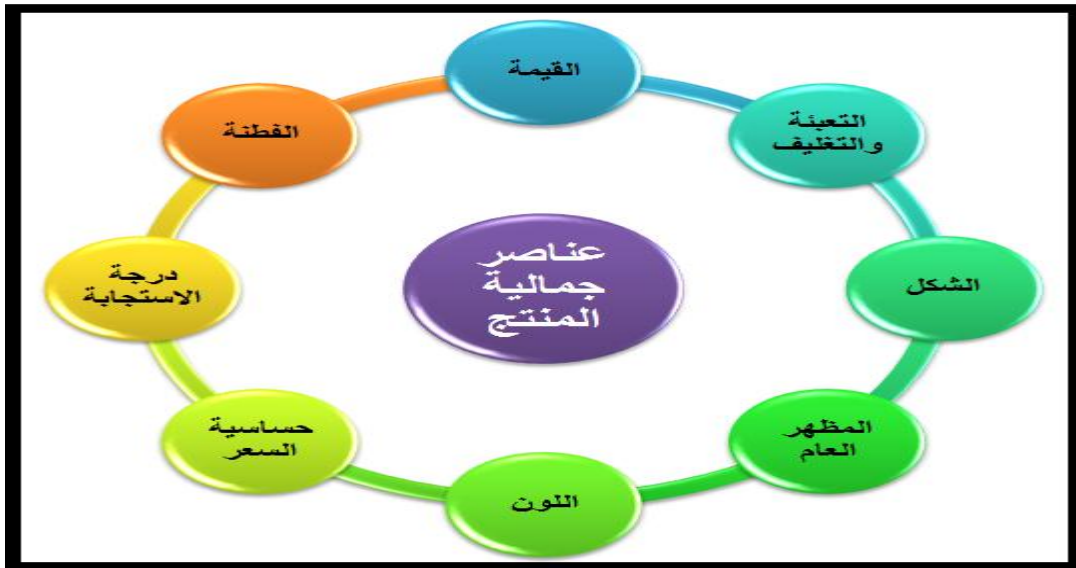 عناصر
جمالية
المنتج
القيمة
التعبئة
والتغليف
الشكل
المظهر
العام
اللون
حساسية
السعر
درجة
الاستجابة
الفطنة